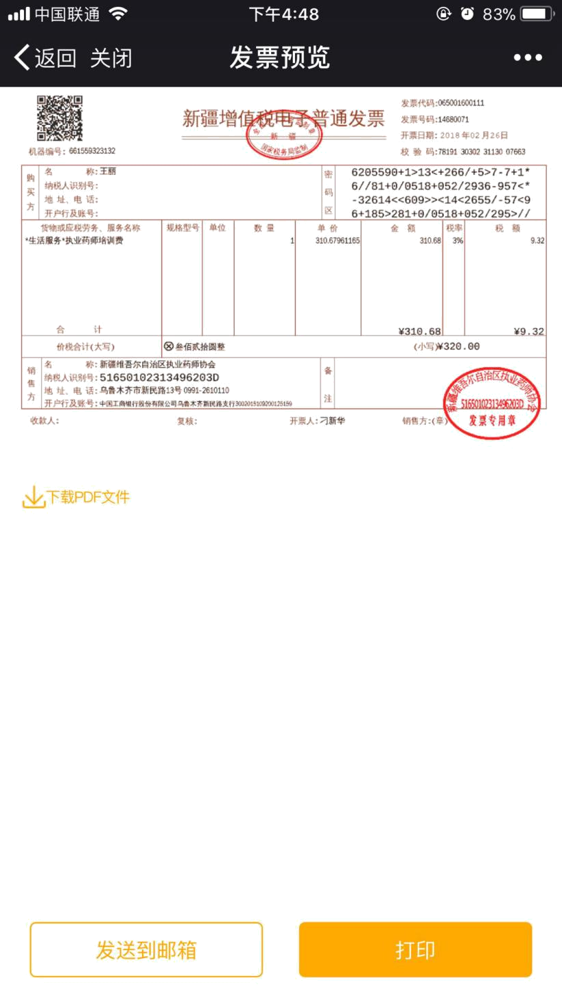 中国联通 下午4:48 83%
返回 关闭 发票预览
新疆增值税电子普通发票
新疆
国家税务局监制
机器编号: 661559323132
发票代码:065001600111
发票号码:14680071
开票日期: 2018 年02 月26日
校 验 码:78191 30302 31130 07663
购买方
名 称:王丽
纳税人识别号:
地 址、电 话:
开户行及账号:
密码区
6205590+1>13<+266/+5>7-7+1*
6//81+0/0518+052/2936-957<*
-32614<<609>><14<2655/-57<9
6+185>281+0/0518+052/295>//
货物或应税劳务、服务名称 规格型号 单位 数 量 单 价 金 额 税率 税 额
*生活服务*执业药师培训费 1 310.67961165 310.68 3% 9.32
合 计 ¥310.68 ¥9.32
价税合计(大写) ⊗叁佰贰拾圆整 (小写)¥320.00
销售方
名 称:新疆维吾尔自治区执业药师协会
纳税人识别号:51650102313496203D
地 址、电 话:乌鲁木齐市新民路13号 0991-2610110
开户行及账号:中国工商银行股份有限公司乌鲁木齐新民路支行3002015109200125159
备注
收款人: 复核: 开票人:刁新华 销售方:(章)
新疆维吾尔自治区执业药师协会
51650102313496203D
发票专用章
下载PDF文件
发送到邮箱 打印